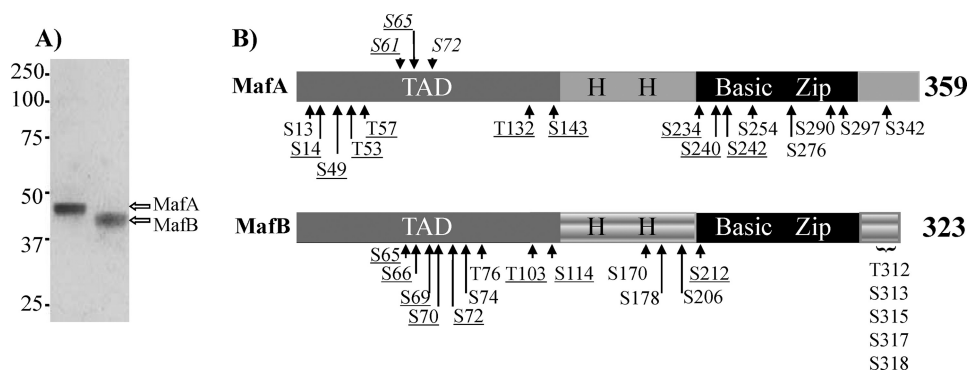 A)
250
100
75
50
37
25
MafA
MafB
B)
S65
S61 S72
MafA TAD H H Basic Zip 359
S13 T57 T132 S143 S234 S254 S290 S297 S342
S14 T53 S240 S242 S276
S49
MafB TAD H H Basic Zip 323
S65 T76 T103 S114 S170 S212 T312
S66 S74 S178 S206 S313
S69 S315
S70 S72 S317
S318